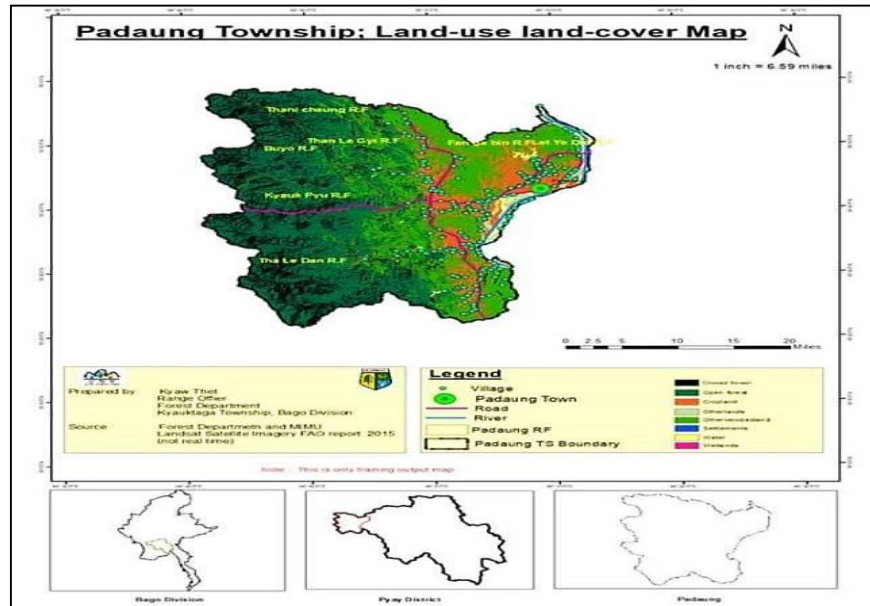 Padaung Township; Land-use land-cover Map
N
1 inch = 6.59 miles
Thani chaung R.F
Than Le Gyi R.F
Buyo R.F
Kyauk Pyu R.F
Tha Le Dan R.F
0 2.5 5 10 15 20
Miles
Prepared by Kyaw Thet
Range Offier
Forest Department
Kyauktaga Township, Bago Division
Source Forest Departmetn and MIMU
Landsat Satellite Imagery FAO report 2015
(not real time)
Legend
Village
Padaung Town
Road
River
Padaung RF
Padaung TS Boundary
Closed forest
Open forest
Cropland
Otherlands
Otherwoodedland
Settlements
Water
Wetlands
Note : This is only training output map
Bago Division
Pyay District
Padaung